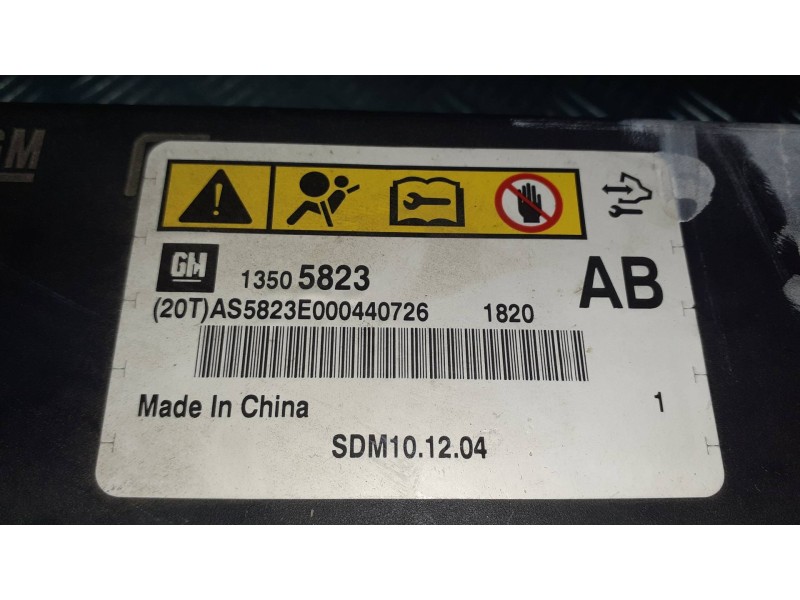 GM
GM 1350 5823 AB
(20T)AS5823E000440726 1820
Made In China 1
SDM10.12.04